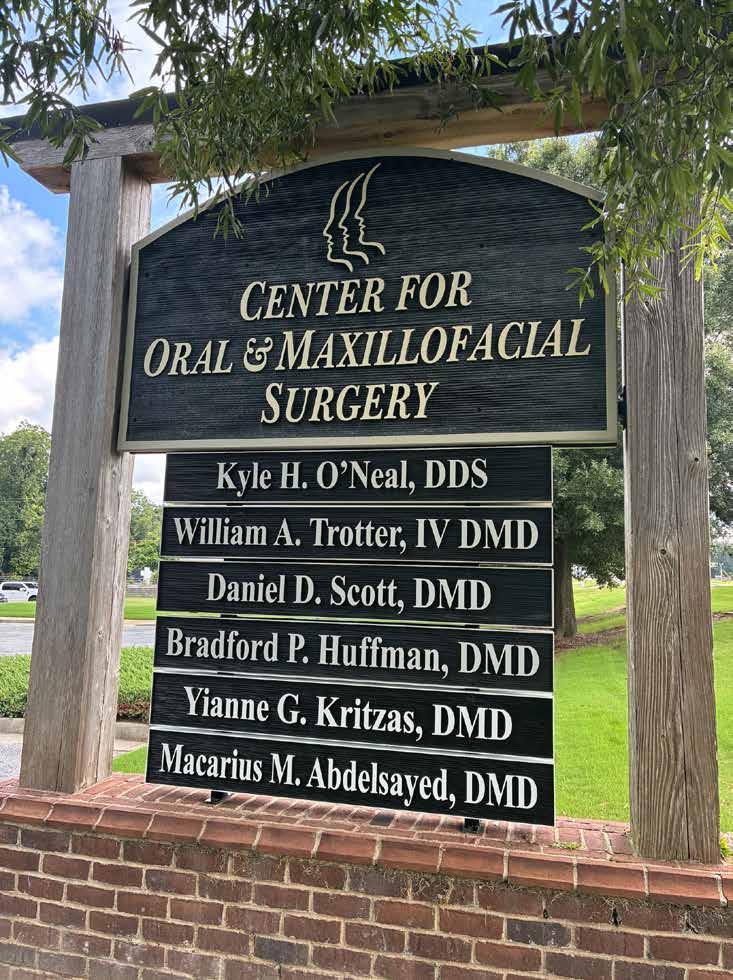 CENTER FOR
ORAL & MAXILLOFACIAL
SURGERY
Kyle H. O'Neal, DDS
William A. Trotter, IV DMD
Daniel D. Scott, DMD
Bradford P. Huffman, DMD
Yianne G. Kritzas, DMD
Macarius M. Abdelsayed, DMD